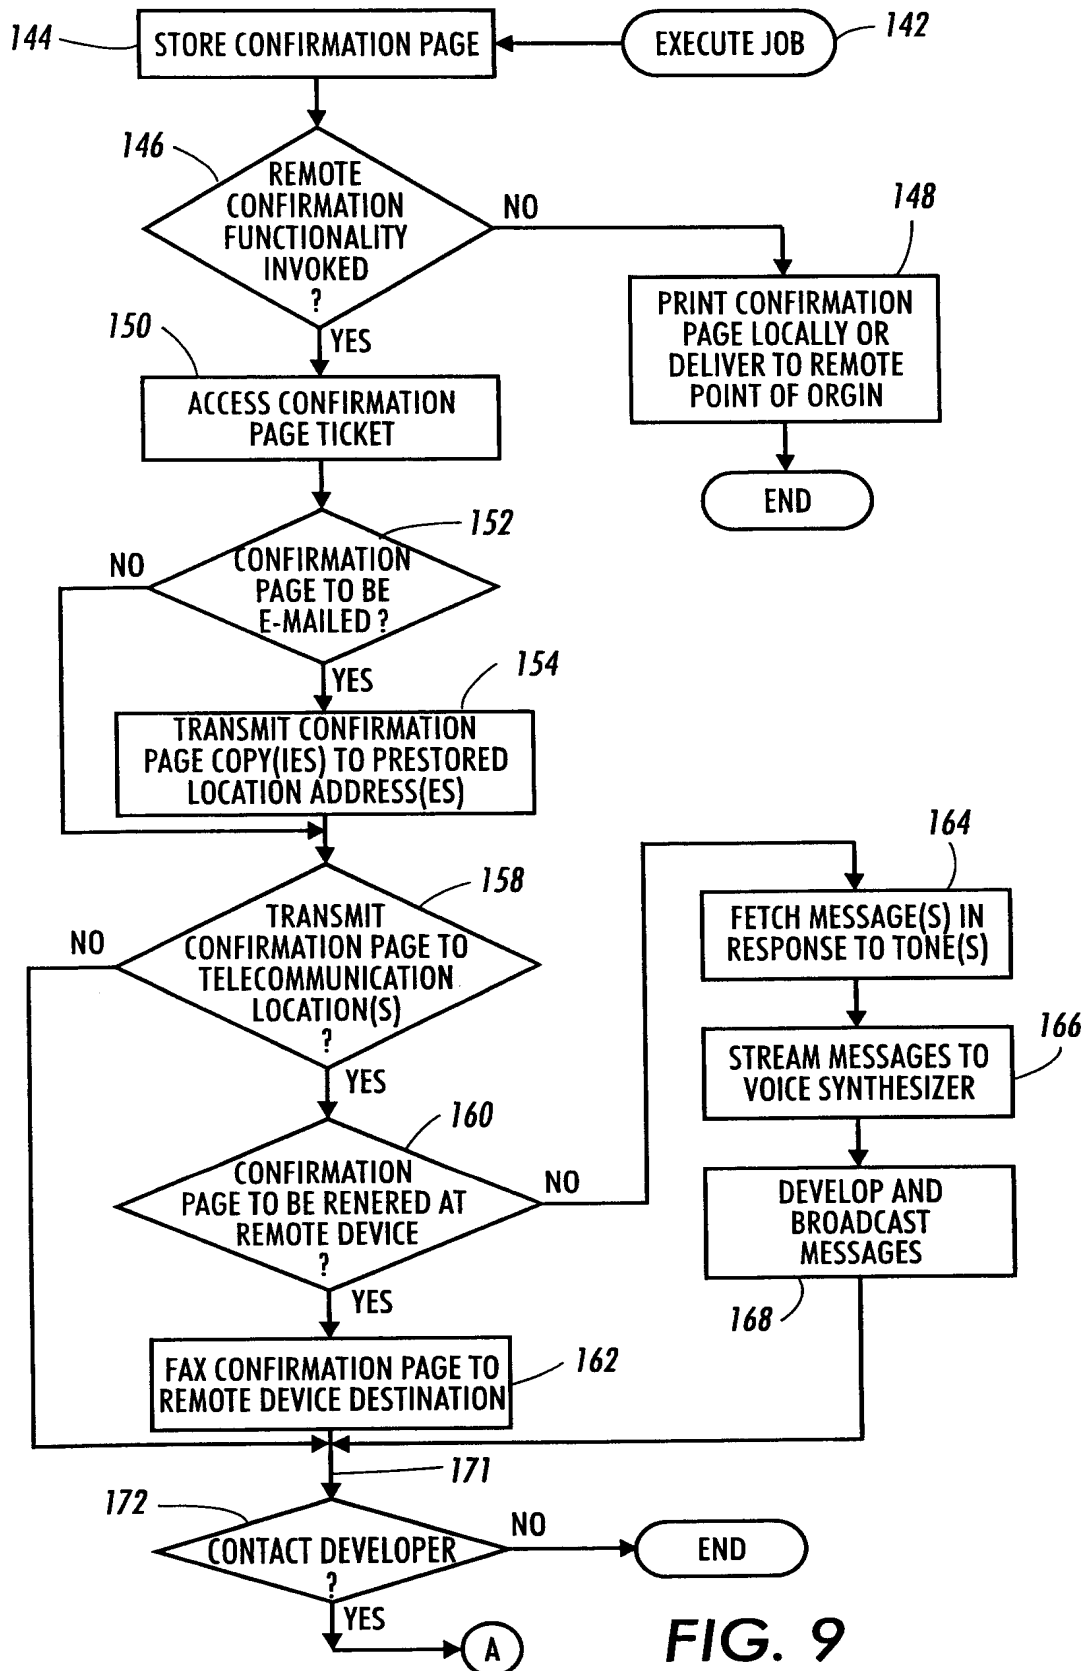 144
STORE CONFIRMATION PAGE
EXECUTE JOB
142
146
REMOTE
CONFIRMATION
FUNCTIONALITY
INVOKED
?
NO
148
PRINT CONFIRMATION
PAGE LOCALLY OR
DELIVER TO REMOTE
POINT OF ORGIN
END
YES
150
ACCESS CONFIRMATION
PAGE TICKET
152
NO
CONFIRMATION
PAGE TO BE
E-MAILED ?
YES
154
TRANSMIT CONFIRMATION
PAGE COPY(IES) TO PRESTORED
LOCATION ADDRESS(ES)
158
NO
TRANSMIT
CONFIRMATION PAGE TO
TELECOMMUNICATION
LOCATION(S)
?
YES
160
CONFIRMATION
PAGE TO BE RENERED AT
REMOTE DEVICE
?
NO
164
FETCH MESSAGE(S) IN
RESPONSE TO TONE(S)
166
STREAM MESSAGES TO
VOICE SYNTHESIZER
DEVELOP AND
BROADCAST
MESSAGES
168
YES
FAX CONFIRMATION PAGE TO
REMOTE DEVICE DESTINATION
162
171
172
CONTACT DEVELOPER
?
NO
END
YES
A
FIG. 9